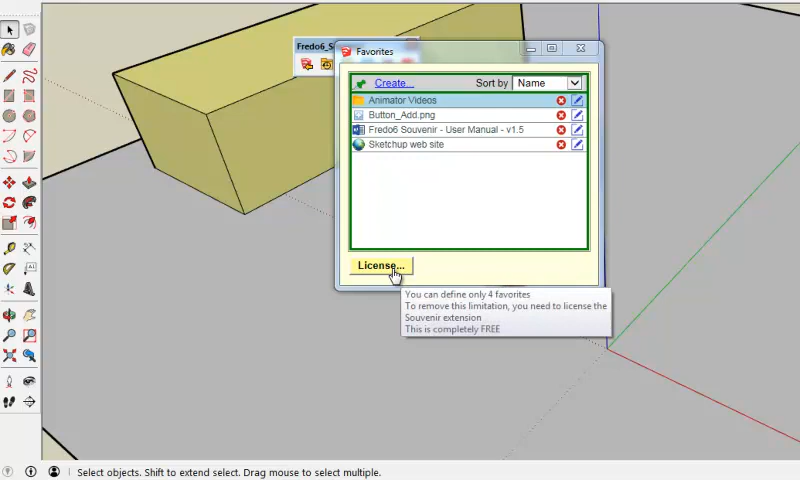 Fredo6_S
Favorites
Create...
Sort by
Name
Animator Videos
Button_Add.png
Fredo6 Souvenir - User Manual - v1.5
Sketchup web site
License...
You can define only 4 favorites
To remove this limitation, you need to license the
Souvenir extension
This is completely FREE
Select objects. Shift to extend select. Drag mouse to select multiple.